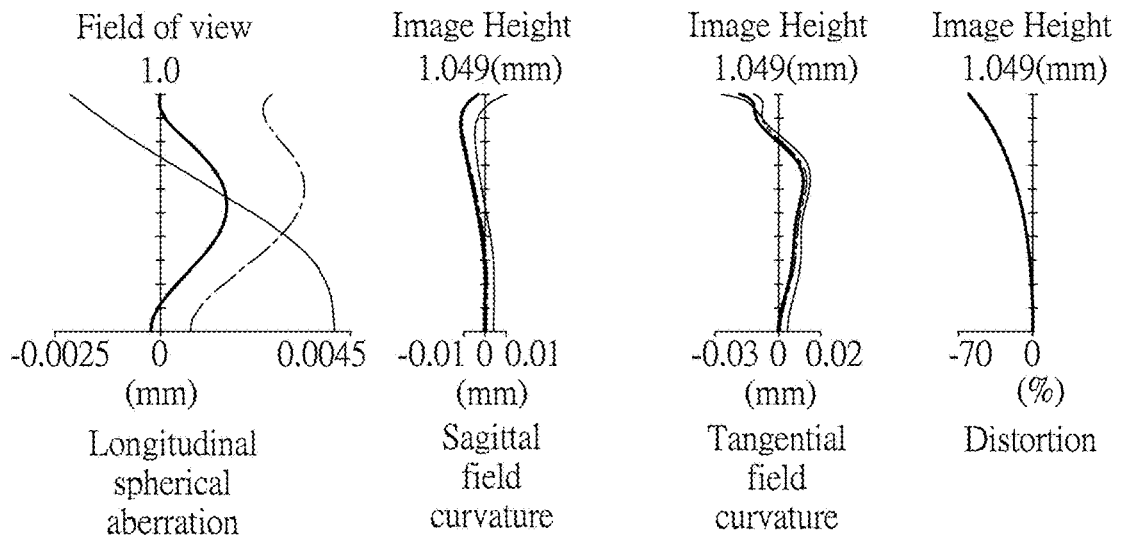 Field of view
1.0
-0.0025 0 0.0045
(mm)
Longitudinal
spherical
aberration
Image Height
1.049(mm)
-0.01 0 0.01
(mm)
Sagittal
field
curvature
Image Height
1.049(mm)
-0.03 0 0.02
(mm)
Tangential
field
curvature
Image Height
1.049(mm)
-70 0
(%)
Distortion